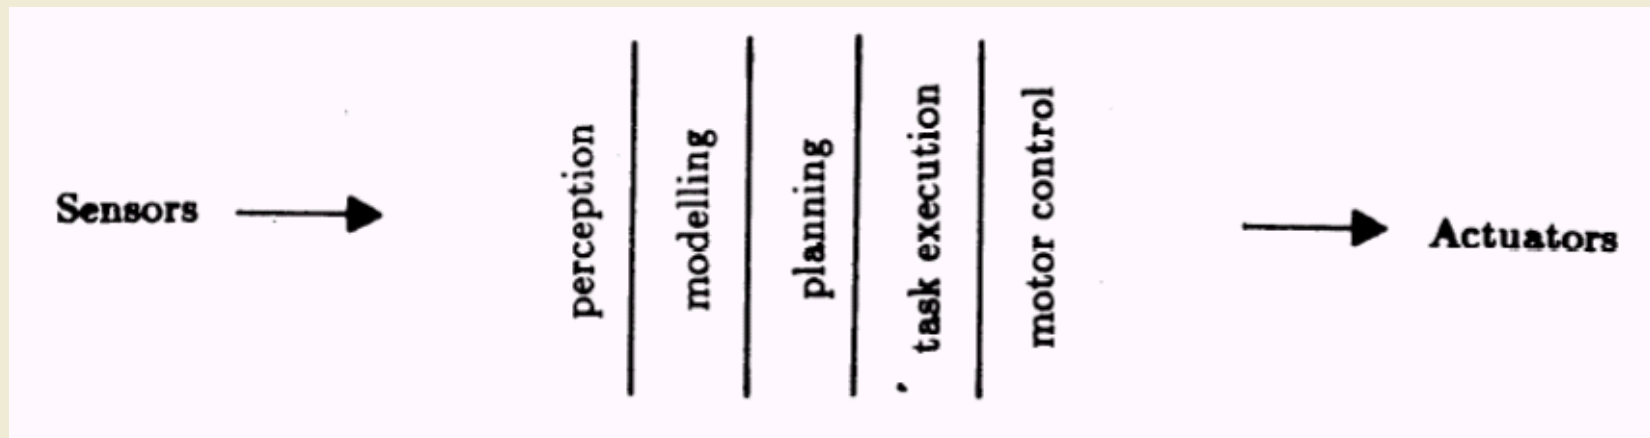 Sensors
perception
modelling
planning
task execution
motor control
Actuators